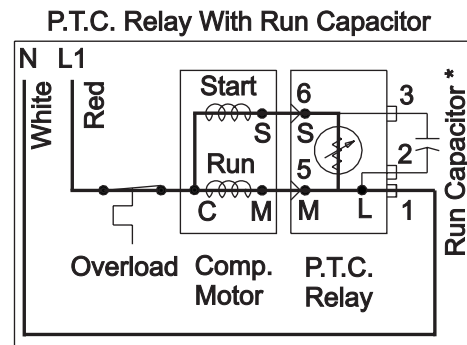 P.T.C. Relay With Run Capacitor
N L1
White
Red
Start
S
Run
C
M
6
S
5
M
L
3
2
1
Run Capacitor *
Overload
Comp.
Motor
P.T.C.
Relay